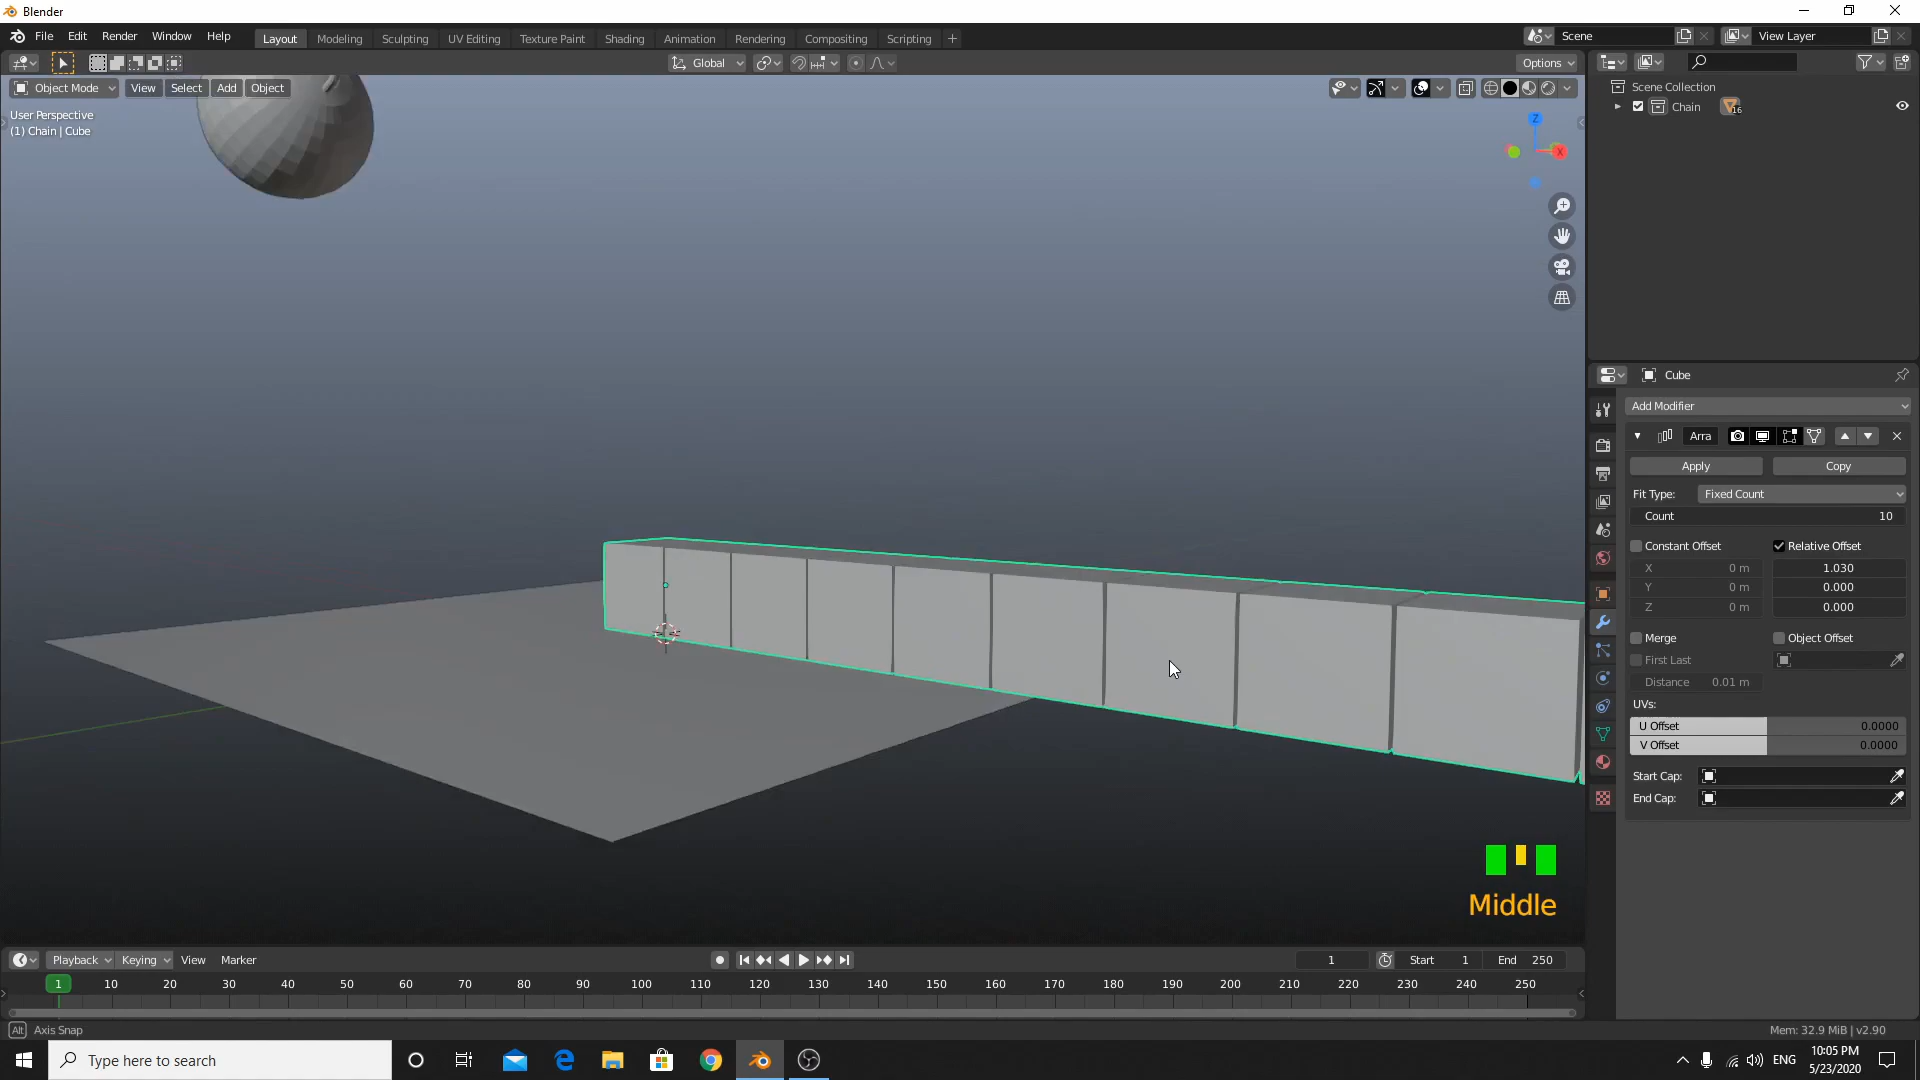 Blender
File Edit Render Window Help
Layout Modeling Sculpting UV Editing Texture Paint Shading Animation Rendering Compositing Scripting
Scene
View Layer
Global
Options
Object Mode View Select Add Object
User Perspective
(1) Chain | Cube
Z
X
Scene Collection
Chain 16
Cube
Add Modifier
Arra
Apply Copy
Fit Type: Fixed Count
Count 10
Constant Offset Relative Offset
X 0 m 1.030
Y 0 m 0.000
Z 0 m 0.000
Merge Object Offset
First Last
Distance 0.01 m
UVs:
U Offset 0.0000
V Offset 0.0000
Start Cap:
End Cap:
Middle
Playback Keying View Marker
1 Start 1 End 250
1 10 20 30 40 50 60 70 80 90 100 110 120 130 140 150 160 170 180 190 200 210 220 230 240 250
Alt Axis Snap
Mem: 32.9 MiB | v2.90
Type here to search
ENG
10:05 PM
5/23/2020